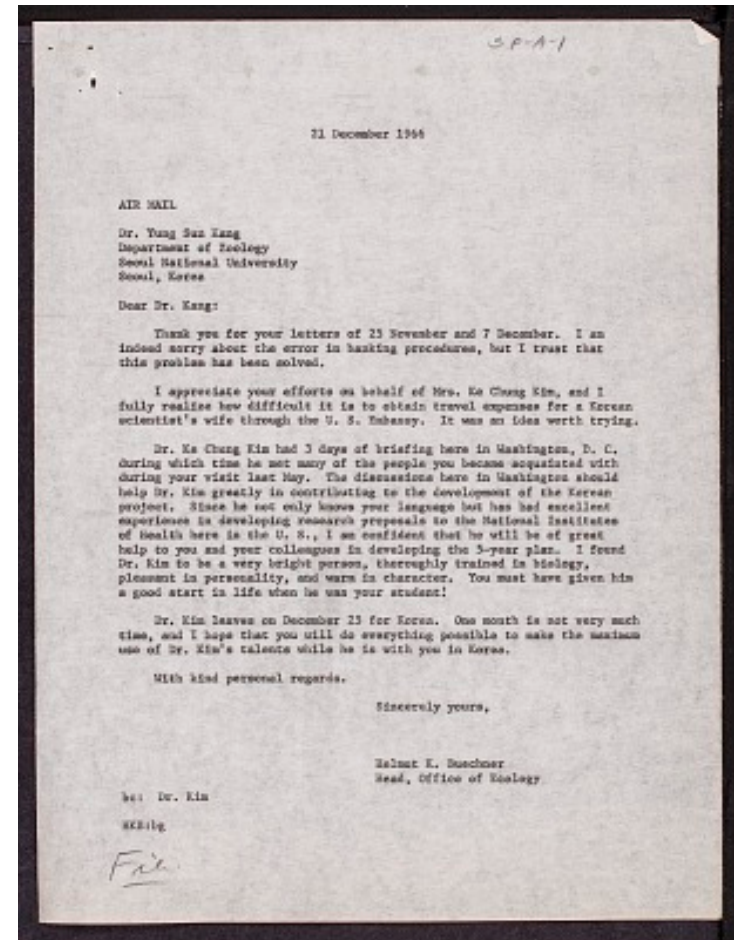 SP-A-1
21 December 1966
AIR MAIL
Dr. Yung Sun Kang
Department of Zoology
Seoul National University
Seoul, Korea
Dear Dr. Kang:
Thank you for your letters of 25 November and 7 December. I am
indeed sorry about the error in banking procedures, but I trust that
this problem has been solved.
I appreciate your efforts on behalf of Mrs. Ke Chung Kim, and I
fully realize how difficult it is to obtain travel expenses for a Korean
scientist's wife through the U. S. Embassy. It was an idea worth trying.
Dr. Ke Chung Kim had 3 days of briefing here in Washington, D. C.
during which time he met many of the people you became acquainted with
during your visit last May. The discussions here in Washington should
help Dr. Kim greatly in contributing to the development of the Korean
project. Since he not only knows your language but has had excellent
experience in developing research proposals to the National Institutes
of Health here in the U. S., I am confident that he will be of great
help to you and your colleagues in developing the 5-year plan. I found
Dr. Kim to be a very bright person, thoroughly trained in biology,
pleasant in personality, and warm in character. You must have given him
a good start in life when he was your student!
Dr. Kim leaves on December 25 for Korea. One month is not very much
time, and I hope that you will do everything possible to make the maximum
use of Dr. Kim's talents while he is with you in Korea.
With kind personal regards.
Sincerely yours,
Helmut K. Buechner
Head, Office of Ecology
bc: Dr. Kim
HKB:bg
File